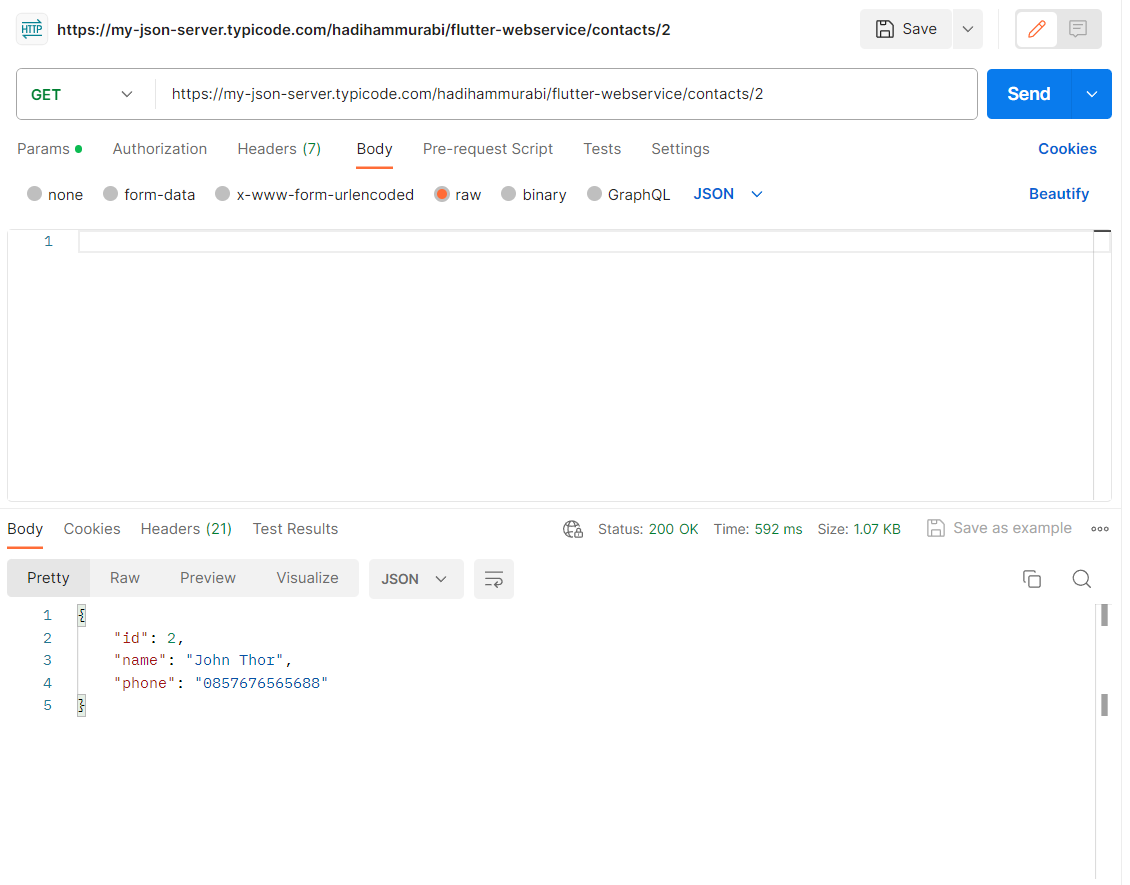 HTTP https://my-json-server.typicode.com/hadihammurabi/flutter-webservice/contacts/2 Save
GET https://my-json-server.typicode.com/hadihammurabi/flutter-webservice/contacts/2 Send
Params Authorization Headers (7) Body Pre-request Script Tests Settings Cookies
none form-data x-www-form-urlencoded raw binary GraphQL JSON Beautify
1
Body Cookies Headers (21) Test Results Status: 200 OK Time: 592 ms Size: 1.07 KB Save as example
Pretty Raw Preview Visualize JSON
1 {
2 "id": 2,
3 "name": "John Thor",
4 "phone": "0857676565688"
5 }